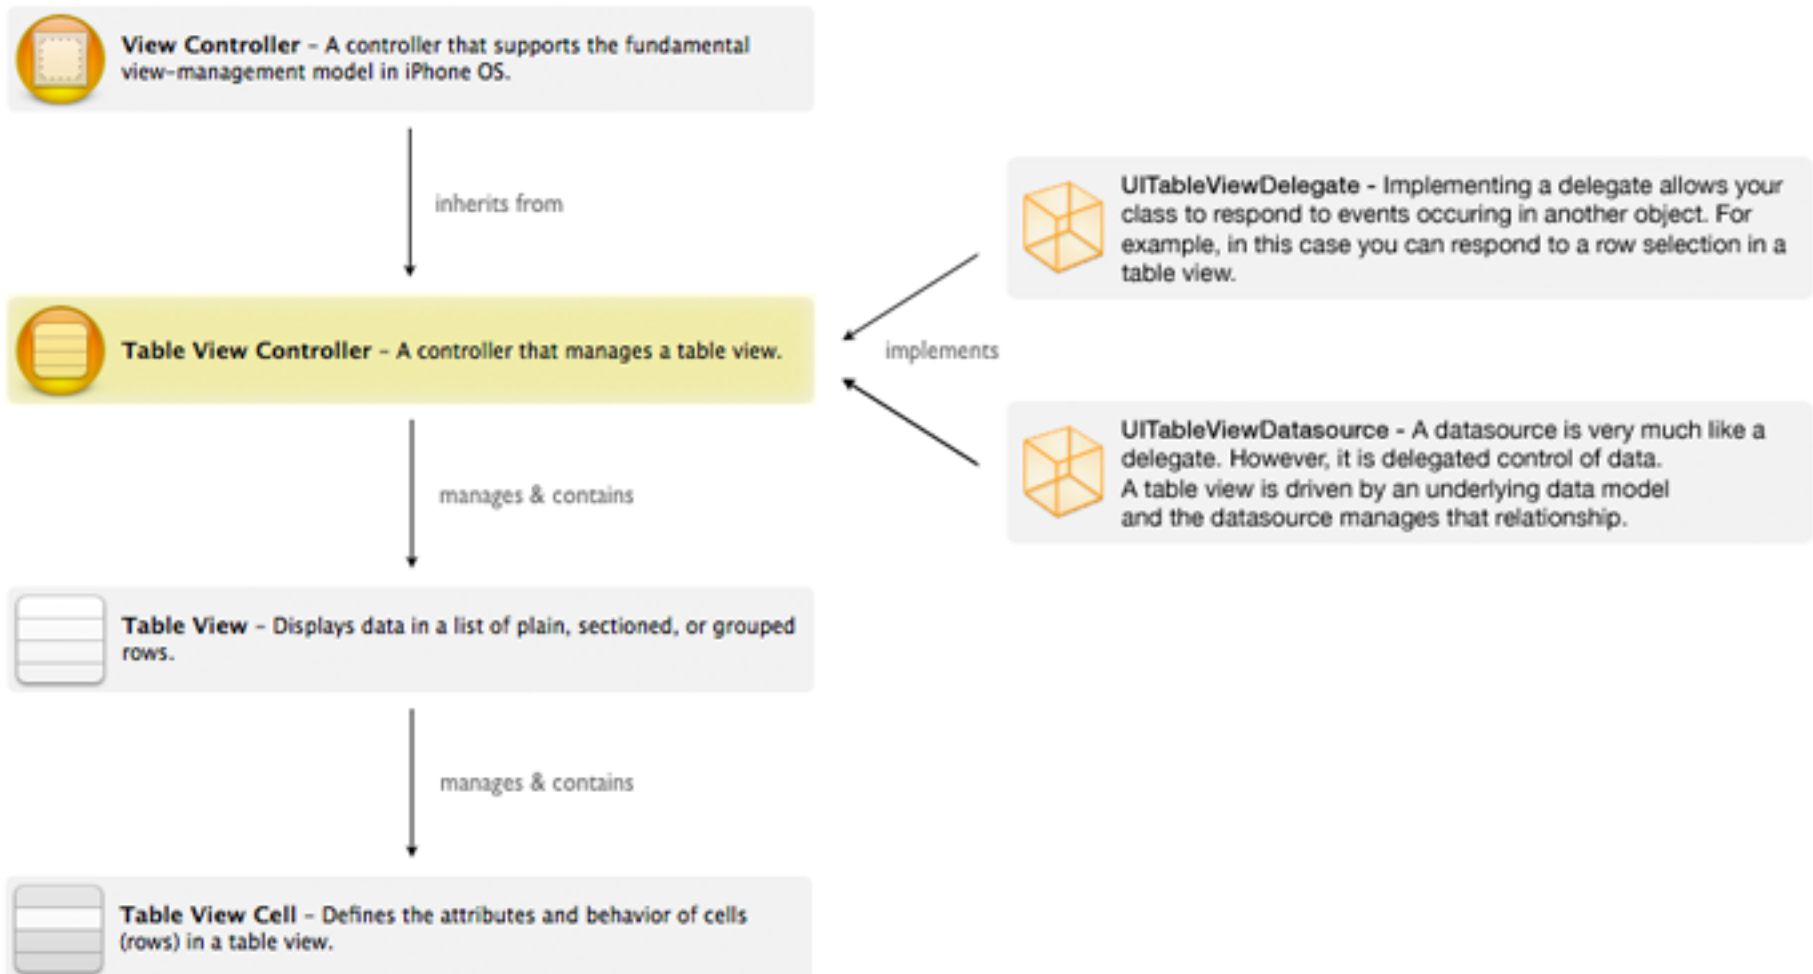 View Controller – A controller that supports the fundamental
view-management model in iPhone OS.
inherits from
UITableViewDelegate - Implementing a delegate allows your
class to respond to events occuring in another object. For
example, in this case you can respond to a row selection in a
table view.
Table View Controller – A controller that manages a table view.
implements
UITableViewDatasource - A datasource is very much like a
delegate. However, it is delegated control of data.
A table view is driven by an underlying data model
and the datasource manages that relationship.
manages & contains
Table View – Displays data in a list of plain, sectioned, or grouped
rows.
manages & contains
Table View Cell – Defines the attributes and behavior of cells
(rows) in a table view.